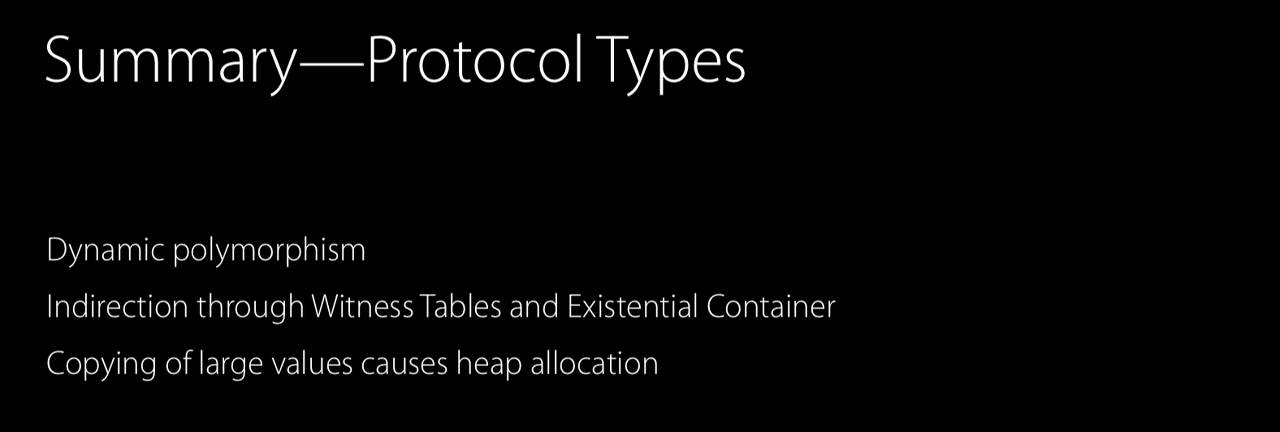 Summary—Protocol Types
Dynamic polymorphism
Indirection through Witness Tables and Existential Container
Copying of large values causes heap allocation